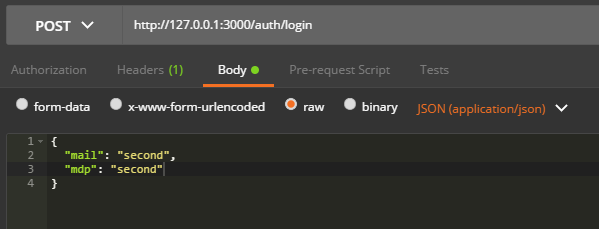 POST http://127.0.0.1:3000/auth/login
Authorization Headers (1) Body Pre-request Script Tests
form-data x-www-form-urlencoded raw binary JSON (application/json)
1 {
2 "mail": "second",
3 "mdp": "second"
4 }